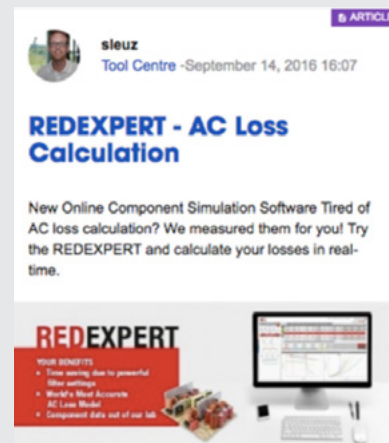 ARTICLE
sleuz
Tool Centre -September 14, 2016 16:07
REDEXPERT - AC Loss
Calculation
New Online Component Simulation Software Tired of
AC loss calculation? We measured them for you! Try
the REDEXPERT and calculate your losses in real-
time.
REDEXPERT
YOUR BENEFITS
• Time saving due to powerful
filter settings
• World's Most Accurate
AC Loss Model
• Component data out of our lab